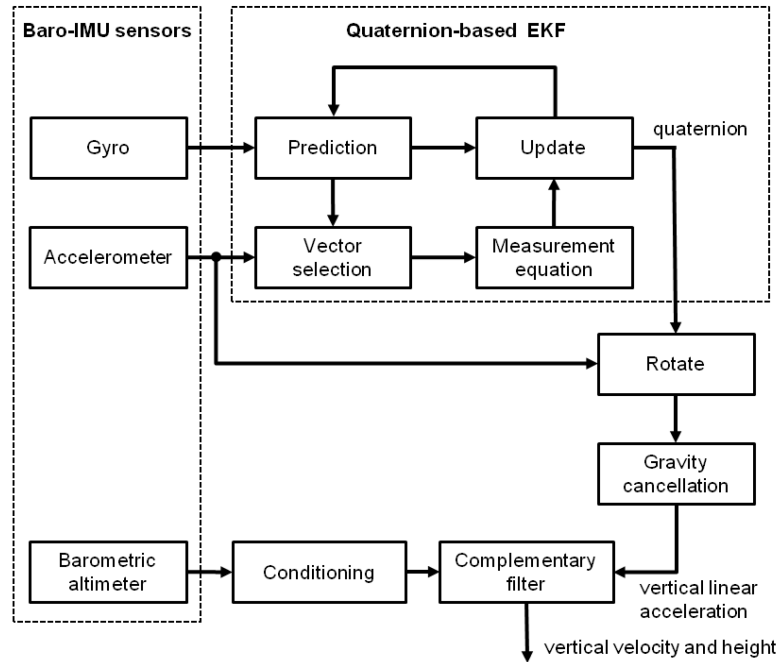 Baro-IMU sensors
Quaternion-based EKF
Gyro
Prediction
Update
quaternion
Accelerometer
Vector
selection
Measurement
equation
Rotate
Gravity
cancellation
Barometric
altimeter
Conditioning
Complementary
filter
vertical linear
acceleration
vertical velocity and height